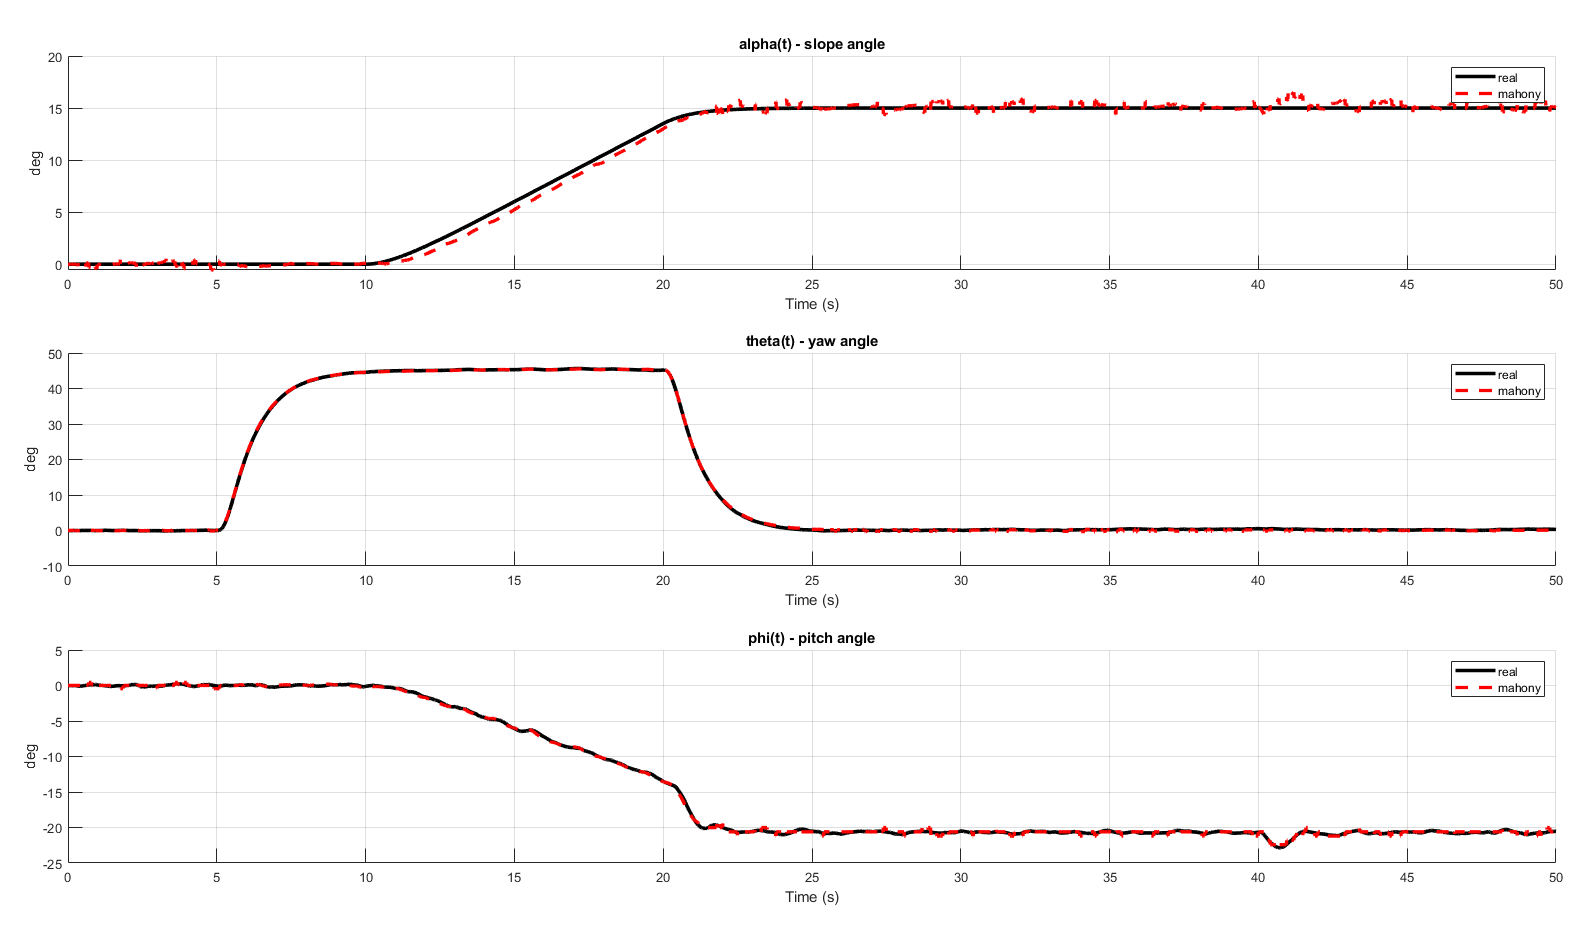 alpha(t) - slope angle
20
15
10
5
0
deg
real
mahony
0 5 10 15 20 25 30 35 40 45 50
Time (s)
theta(t) - yaw angle
50
40
30
20
10
0
-10
deg
real
mahony
0 5 10 15 20 25 30 35 40 45 50
Time (s)
phi(t) - pitch angle
5
0
-5
-10
-15
-20
-25
deg
real
mahony
0 5 10 15 20 25 30 35 40 45 50
Time (s)